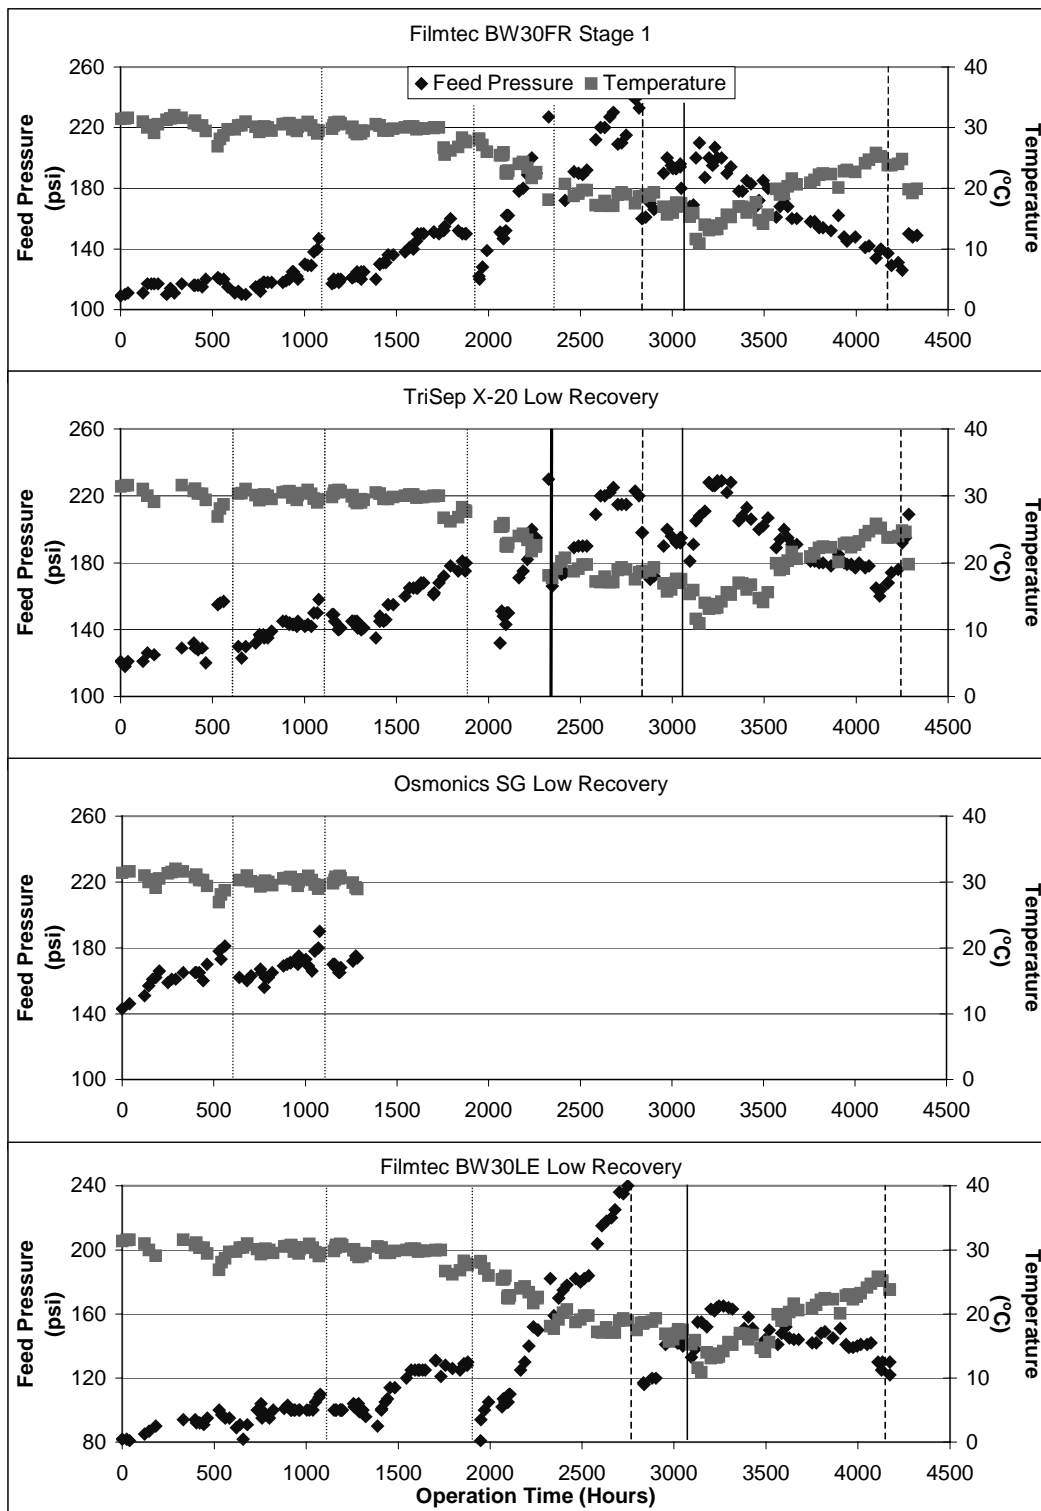 Filmtec BW30FR Stage 1
Feed Pressure
Temperature
260
220
180
140
100
40
30
20
10
0
0 500 1000 1500 2000 2500 3000 3500 4000 4500
Feed Pressure
(psi)
Temperature
(°C)
TriSep X-20 Low Recovery
260
220
180
140
100
40
30
20
10
0
0 500 1000 1500 2000 2500 3000 3500 4000 4500
Feed Pressure
(psi)
Temperature
(°C)
Osmonics SG Low Recovery
260
220
180
140
100
40
30
20
10
0
0 500 1000 1500 2000 2500 3000 3500 4000 4500
Feed Pressure
(psi)
Temperature
(°C)
Filmtec BW30LE Low Recovery
240
200
160
120
80
40
30
20
10
0
0 500 1000 1500 2000 2500 3000 3500 4000 4500
Feed Pressure
(psi)
Temperature
(°C)
Operation Time (Hours)